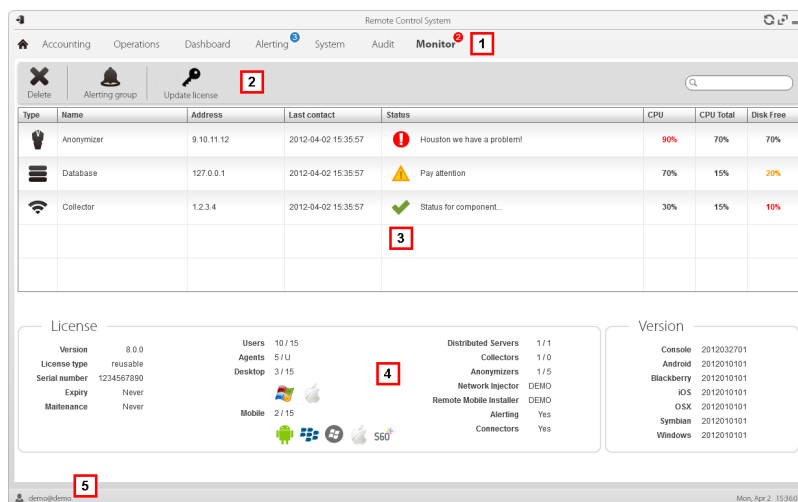 Remote Control System
Accounting Operations Dashboard Alerting 3 System Audit Monitor 2 1
Delete Alerting group Update license 2
Type Name Address Last contact Status CPU CPU Total Disk Free
Anonymizer 9.10.11.12 2012-04-02 15:35:57 Houston we have a problem! 90% 70% 70%
Database 127.0.0.1 2012-04-02 15:35:57 Pay attention 70% 15% 20%
Collector 1.2.3.4 2012-04-02 15:35:57 Status for component... 30% 15% 10%
3
License
Version 8.0.0
License type reusable
Serial number 1234567890
Expiry Never
Maitenance Never
Users 10 / 15
Agents 5 / U
Desktop 3 / 15
Mobile 2 / 15
S60
4
Distributed Servers 1 / 1
Collectors 1 / 0
Anonymizers 1 / 5
Network Injector DEMO
Remote Mobile Installer DEMO
Alerting Yes
Connectors Yes
Version
Console 2012032701
Android 2012010101
Blackberry 2012010101
iOS 2012010101
OSX 2012010101
Symbian 2012010101
Windows 2012010101
5
demo@demo Mon, Apr 2 15:36:0